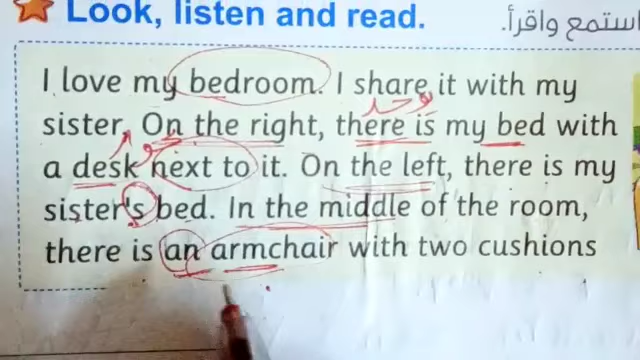 Look, listen and read.
استمع واقرأ.
I love my bedroom. I share it with my
sister. On the right, there is my bed with
a desk next to it. On the left, there is my
sister's bed. In the middle of the room,
there is an armchair with two cushions